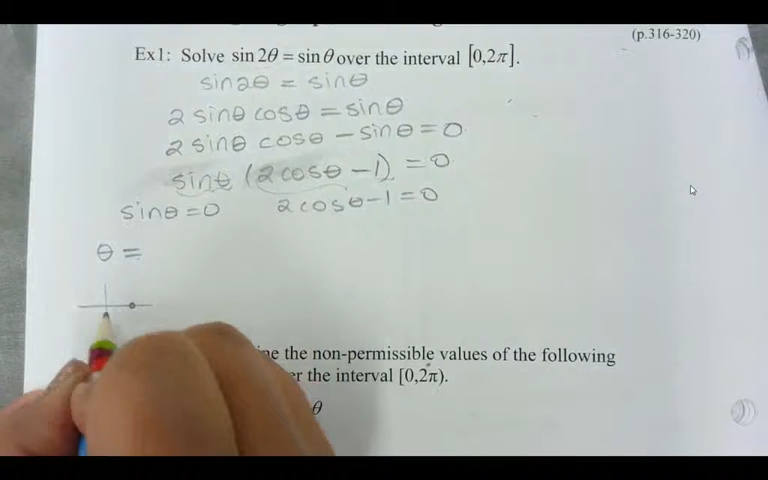 (p.316-320)
Ex1: Solve sin 2θ = sin θ over the interval [0,2π].
sin2θ = sinθ
2 sinθ cosθ = sinθ
2 sinθ cosθ - sinθ = 0
sinθ (2cosθ - 1) = 0
sinθ = 0 2cosθ - 1 = 0
θ =
the non-permissible values of the following
the interval [0,2π).
θ